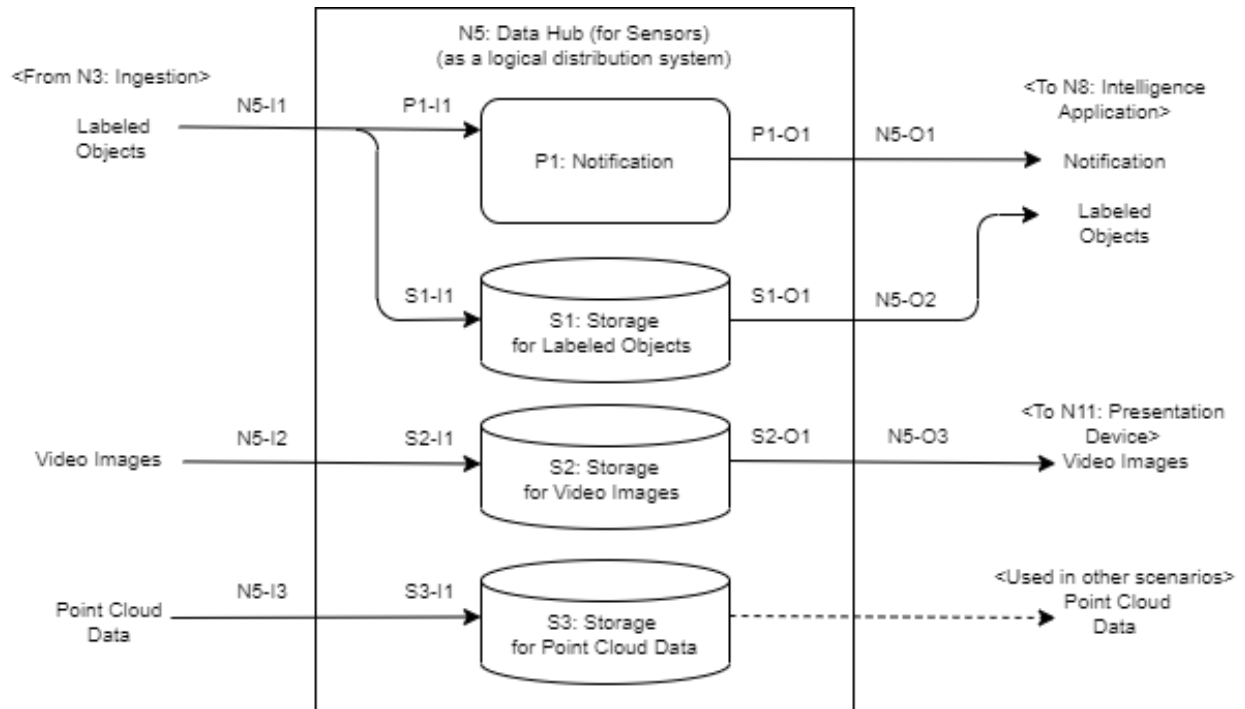 N5: Data Hub (for Sensors)
(as a logical distribution system)
<From N3: Ingestion>
Labeled
Objects
N5-I1
P1-I1
P1: Notification
P1-O1
N5-O1
<To N8: Intelligence
Application>
Notification
Labeled
Objects
S1-I1
S1: Storage
for Labeled Objects
S1-O1
N5-O2
Video Images
N5-I2
S2-I1
S2: Storage
for Video Images
S2-O1
N5-O3
<To N11: Presentation
Device>
Video Images
Point Cloud
Data
N5-I3
S3-I1
S3: Storage
for Point Cloud Data
<Used in other scenarios>
Point Cloud
Data